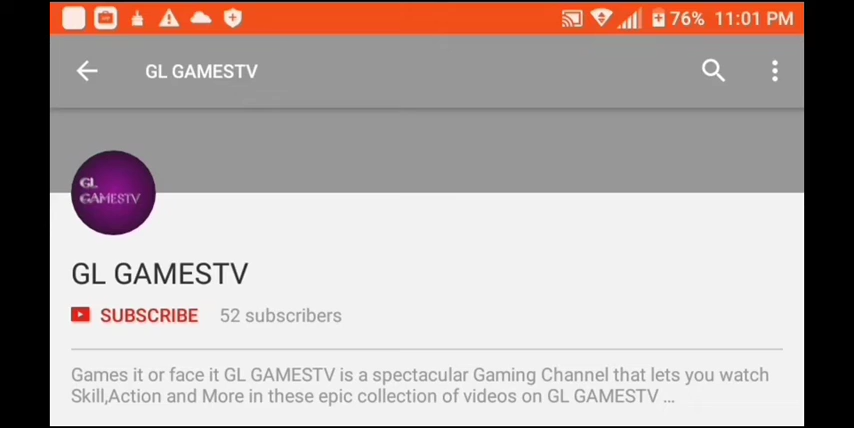 76% 11:01 PM
GL GAMESTV
GL
GAMESTV
GL GAMESTV
SUBSCRIBE 52 subscribers
Games it or face it GL GAMESTV is a spectacular Gaming Channel that lets you watch
Skill,Action and More in these epic collection of videos on GL GAMESTV ...